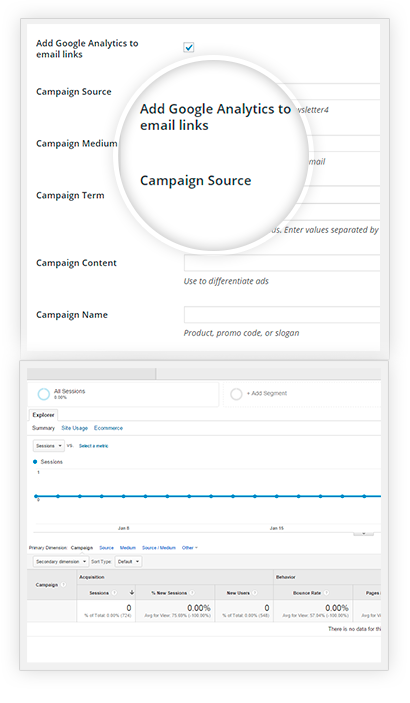 Add Google Analytics to
email links
Campaign Source
wsletter4
Add Google Analytics to
email links
Campaign Medium
mail
Campaign Source
Campaign Term
us. Enter values separated by
Campaign Content
Use to differentiate ads
Campaign Name
Product, promo code, or slogan
All Sessions
0.00%
+ Add Segment
Explorer
Summary Site Usage Ecommerce
Sessions VS. Select a metric
Sessions
1
0
Jan 8 Jan 15
Primary Dimension: Campaign Source Medium Source / Medium Other
Secondary dimension Sort Type: Default
Campaign Acquisition Behavior
Sessions % New Sessions New Users Bounce Rate Pages
0 0.00% 0 0.00%
% of Total: 0.00% (724) Avg for View: 75.69% (-100.00%) % of Total: 0.00% (548) Avg for View: 57.04% (-100.00%) Avg for Vi
There is no data for thi